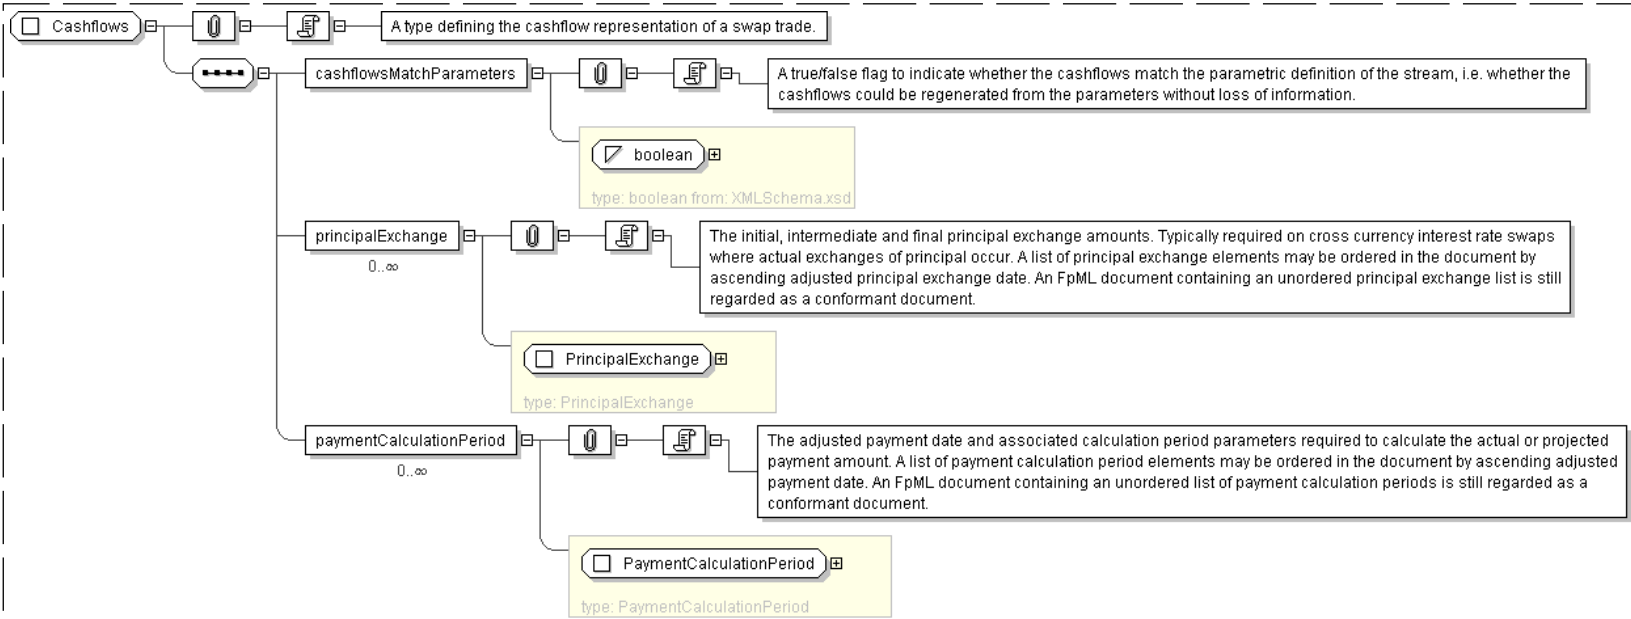 Cashflows
A type defining the cashflow representation of a swap trade.
cashflowsMatchParameters
A true/false flag to indicate whether the cashflows match the parametric definition of the stream, i.e. whether the
cashflows could be regenerated from the parameters without loss of information.
boolean
type: boolean from: XMLSchema.xsd
principalExchange
0..∞
The initial, intermediate and final principal exchange amounts. Typically required on cross currency interest rate swaps
where actual exchanges of principal occur. A list of principal exchange elements may be ordered in the document by
ascending adjusted principal exchange date. An FpML document containing an unordered principal exchange list is still
regarded as a conformant document.
PrincipalExchange
type: PrincipalExchange
paymentCalculationPeriod
0..∞
The adjusted payment date and associated calculation period parameters required to calculate the actual or projected
payment amount. A list of payment calculation period elements may be ordered in the document by ascending adjusted
payment date. An FpML document containing an unordered list of payment calculation periods is still regarded as a
conformant document.
PaymentCalculationPeriod
type: PaymentCalculationPeriod